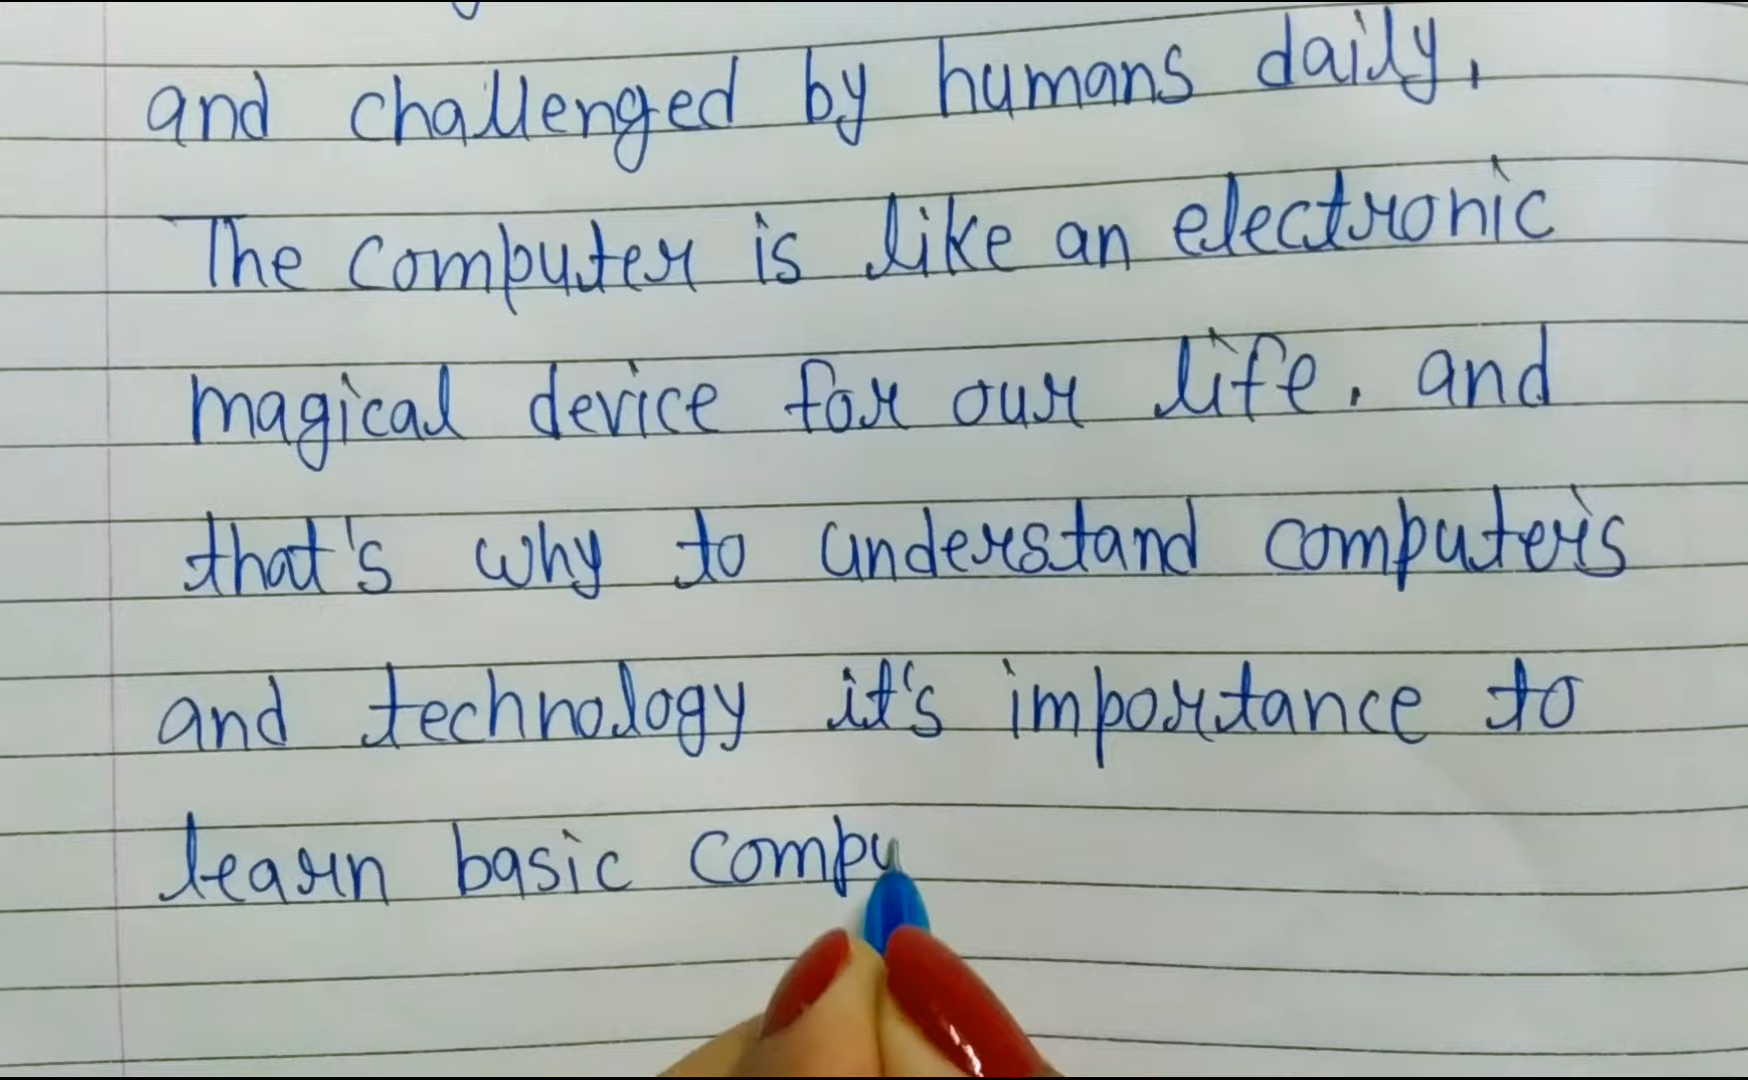 and challenged by humans daily,
The computer is like an electronic
magical device for our life. and
that's why to understand computer's
and technology it's importance to
learn basic compu